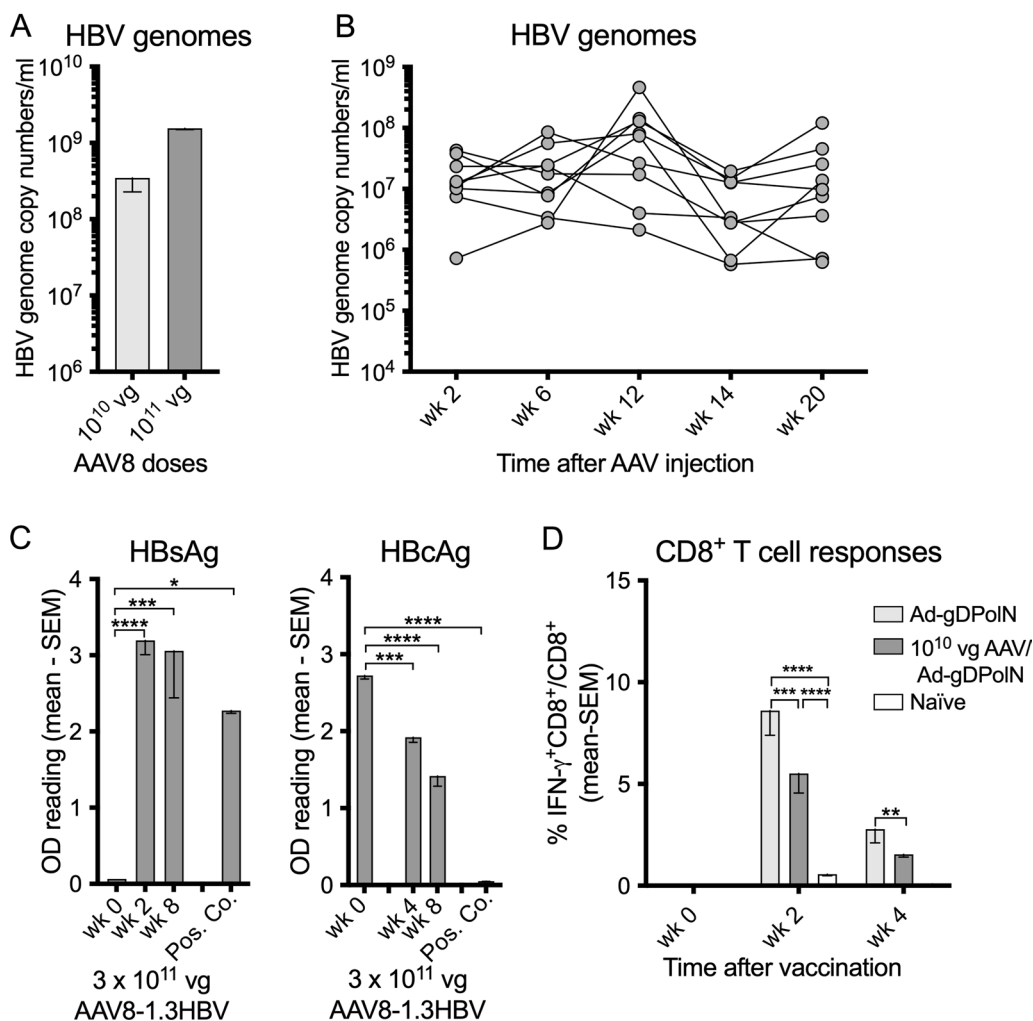 A
HBV genomes
HBV genome copy numbers/ml
10¹⁰
10⁹
10⁸
10⁷
10⁶
10¹⁰ vg
10¹¹ vg
AAV8 doses
B
HBV genomes
HBV genome copy numbers/ml
10⁹
10⁸
10⁷
10⁶
10⁵
10⁴
wk 2
wk 6
wk 12
wk 14
wk 20
Time after AAV injection
C
HBsAg
OD reading (mean - SEM)
4
3
2
1
0
*
***
****
wk 0
wk 2
wk 8
Pos. Co.
3 x 10¹¹ vg
AAV8-1.3HBV
HBcAg
OD reading (mean - SEM)
4
3
2
1
0
****
****
***
wk 0
wk 4
wk 8
Pos. Co.
3 x 10¹¹ vg
AAV8-1.3HBV
D
CD8⁺ T cell responses
% IFN-γ⁺CD8⁺/CD8⁺
(mean-SEM)
15
10
5
0
Ad-gDPolN
10¹⁰ vg AAV/
Ad-gDPolN
Naïve
****
*** ****
**
wk 0
wk 2
wk 4
Time after vaccination